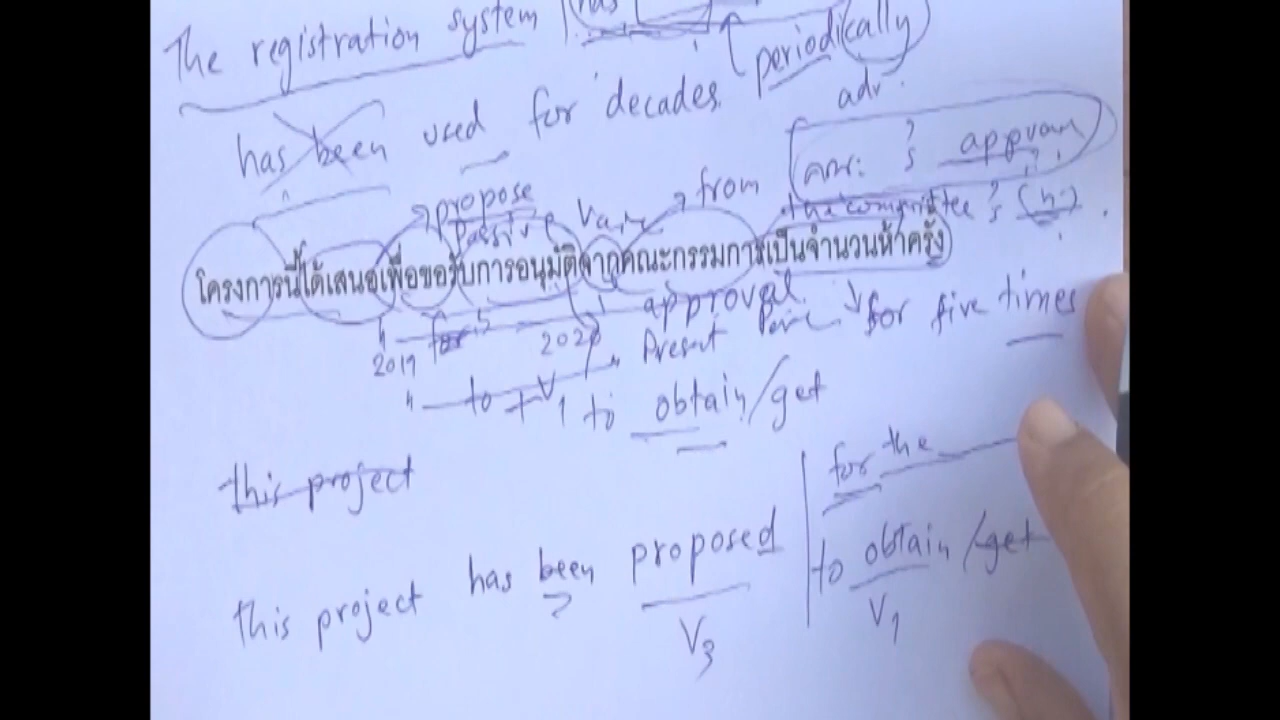 The registration system has
periodically
has been used for decades.
adv.
propose
from
passive
the committee's (n.)
โครงการนี้ได้เสนอเพื่อขอรับการอนุมัติจากคณะกรรมการเป็นจำนวนห้าครั้ง
approval
for five times
2019 for 2020
Present
to + V1 to obtain/get
this project
for the
this project has been proposed
to obtain/get
V3
V1